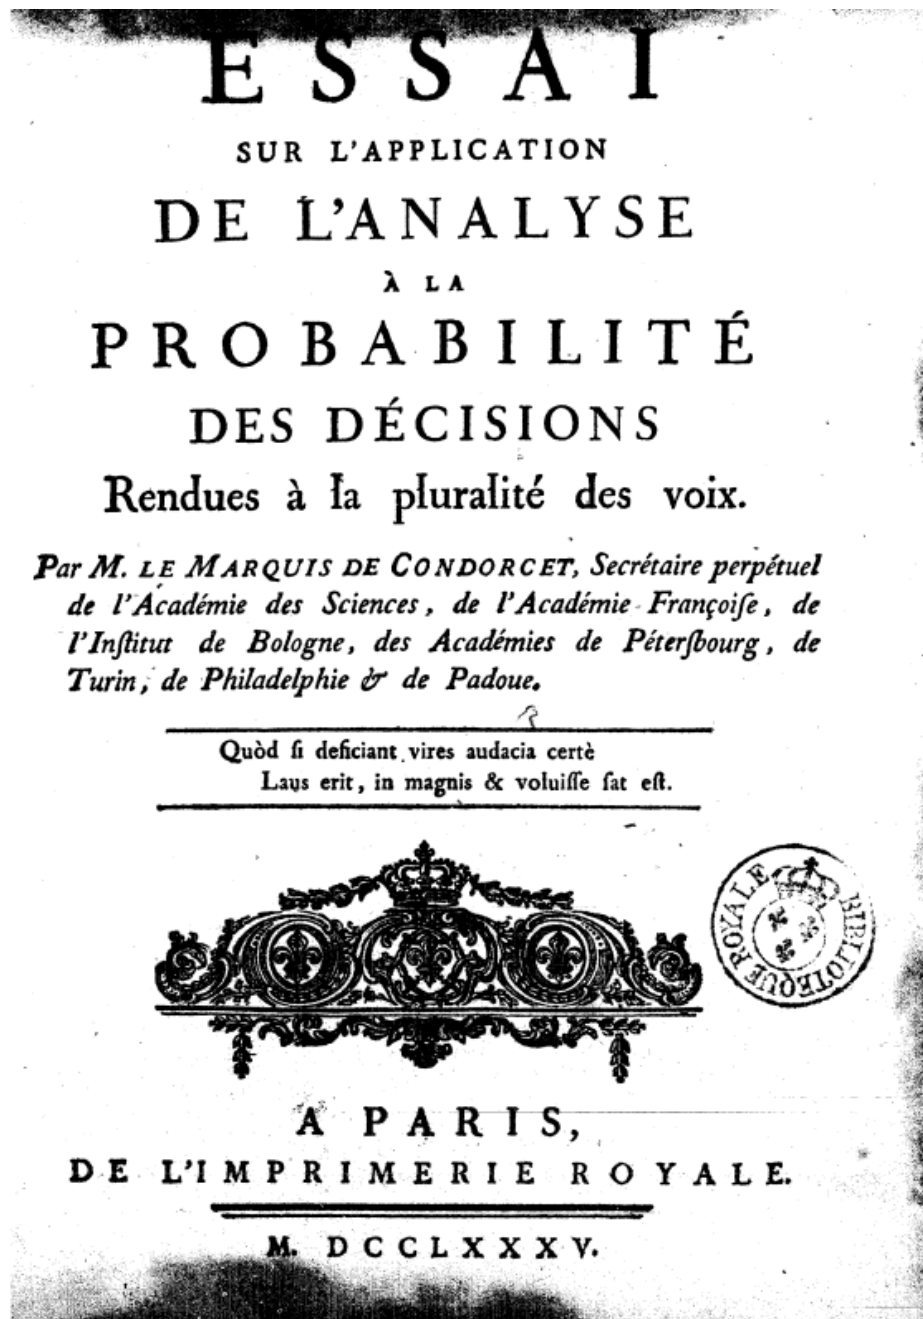 ESSAI
SUR L'APPLICATION
DE L'ANALYSE
À LA
PROBABILITÉ
DES DÉCISIONS
Rendues à la pluralité des voix.
Par M. LE MARQUIS DE CONDORCET, Secrétaire perpétuel
de l'Académie des Sciences, de l'Académie Françoiſe, de
l'Inſtitut de Bologne, des Académies de Péterſbourg, de
Turin, de Philadelphie & de Padoue.
Quòd ſi deficiant vires audacia certè
Laus erit, in magnis & voluiſſe ſat eſt.
BIBLIOTEQUE ROYALE
A PARIS,
DE L'IMPRIMERIE ROYALE.
M. DCCLXXXV.